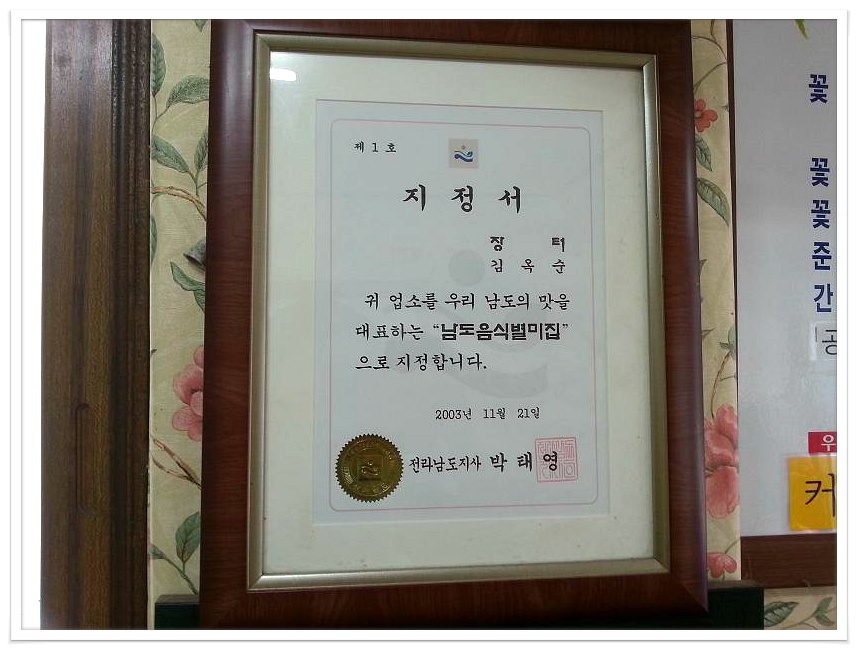 제 1 호
지 정 서
장 터
김 옥 순
귀 업소를 우리 남도의 맛을
대표하는 "남도음식별미집"
으로 지정합니다.
2003년 11월 21일
전라남도지사 박 태 영
꽃
꽃
꽃
준
간
공
우
커